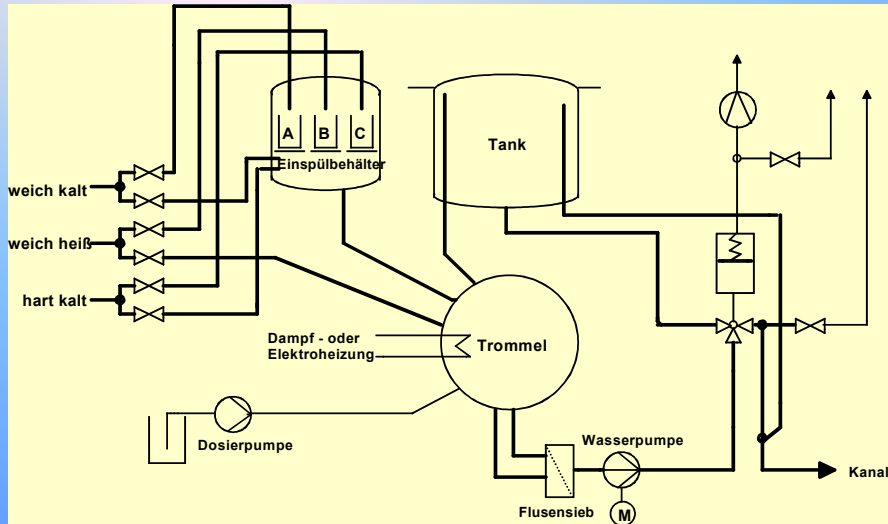 A B C
Einspülbehälter
Tank
weich kalt
weich heiß
hart kalt
Dampf - oder
Elektroheizung
Trommel
Dosierpumpe
Wasserpumpe
Flusensieb
M
Kanal